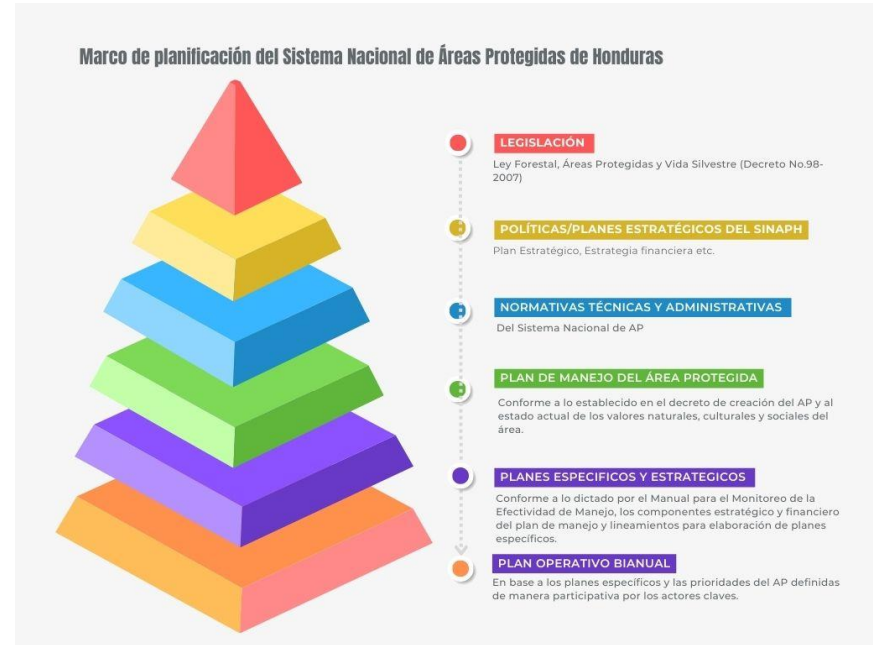 Marco de planificación del Sistema Nacional de Áreas Protegidas de Honduras
LEGISLACIÓN
Ley Forestal, Áreas Protegidas y Vida Silvestre (Decreto No.98-
2007)
POLÍTICAS/PLANES ESTRATÉGICOS DEL SINAPH
Plan Estratégico, Estrategia financiera etc.
NORMATIVAS TÉCNICAS Y ADMINISTRATIVAS
Del Sistema Nacional de AP
PLAN DE MANEJO DEL ÁREA PROTEGIDA
Conforme a lo establecido en el decreto de creación del AP y al
estado actual de los valores naturales, culturales y sociales del
área.
PLANES ESPECIFICOS Y ESTRATEGICOS
Conforme a lo dictado por el Manual para el Monitoreo de la
Efectividad de Manejo, los componentes estratégico y financiero
del plan de manejo y lineamientos para elaboración de planes
específicos.
PLAN OPERATIVO BIANUAL
En base a los planes específicos y las prioridades del AP definidas
de manera participativa por los actores claves.